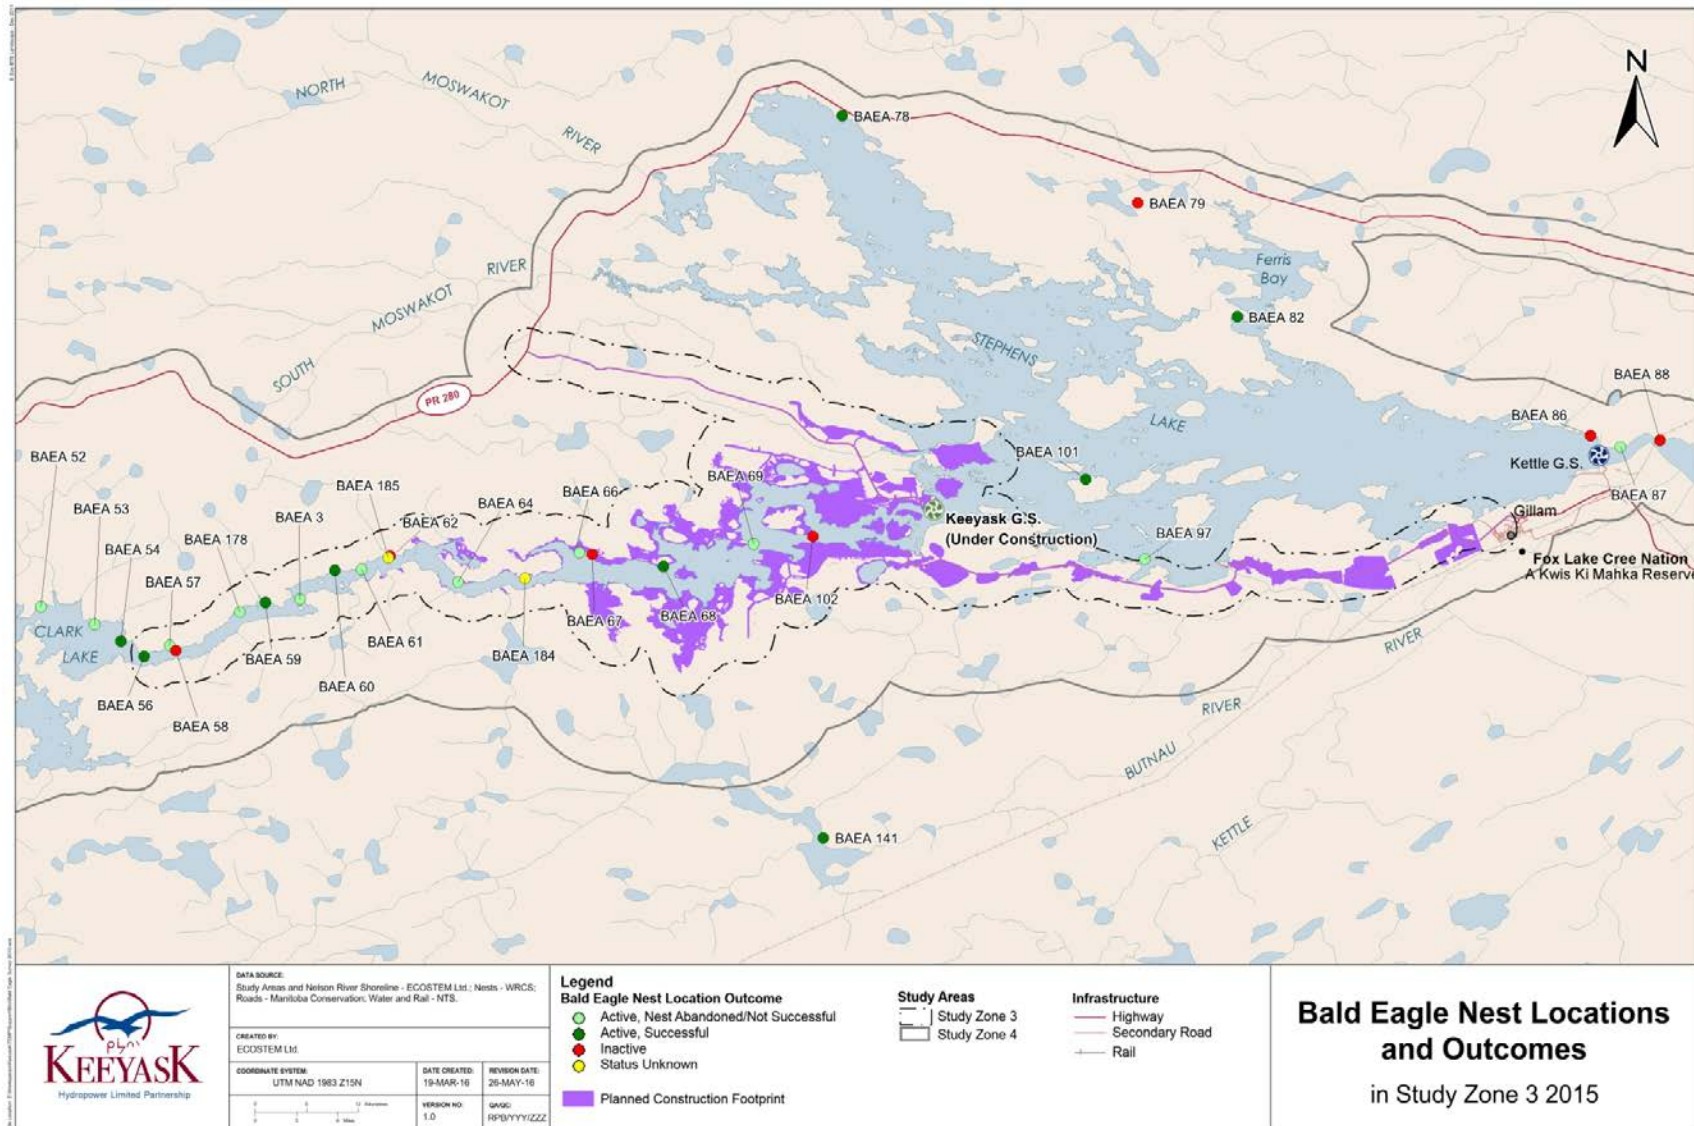 N
NORTH
MOSWAKOT
RIVER
BAEA 78
BAEA 79
RIVER
MOSWAKOT
SOUTH
Ferris
Bay
BAEA 82
STEPHENS
LAKE
PR 280
BAEA 88
BAEA 86
Kettle G.S.
BAEA 87
BAEA 101
BAEA 52
BAEA 53
BAEA 54
BAEA 178
BAEA 57
BAEA 3
BAEA 185
BAEA 62
BAEA 64
BAEA 66
BAEA 69
Keeyask G.S.
(Under Construction)
BAEA 97
Gillam
Fox Lake Cree Nation
A Kwis Ki Mahka Reserve
CLARK
LAKE
BAEA 56
BAEA 58
BAEA 59
BAEA 60
BAEA 61
BAEA 184
BAEA 67
BAEA 68
BAEA 102
RIVER
RIVER
BUTNAU
KETTLE
BAEA 141
KEEYASK
Hydropower Limited Partnership
DATA SOURCE:
Study Areas and Nelson River Shoreline - ECOSTEM Ltd.; Nests - WRCS;
Roads - Manitoba Conservation; Water and Rail - NTS.
CREATED BY:
ECOSTEM Ltd.
COORDINATE SYSTEM:
UTM NAD 1983 Z15N
DATE CREATED:
19-MAR-16
REVISION DATE:
26-MAY-16
VERSION NO:
1.0
QA/QC:
RPB/YYY/ZZZ
Legend
Bald Eagle Nest Location Outcome
Active, Nest Abandoned/Not Successful
Active, Successful
Inactive
Status Unknown
Planned Construction Footprint
Study Areas
Study Zone 3
Study Zone 4
Infrastructure
Highway
Secondary Road
Rail
Bald Eagle Nest Locations
and Outcomes
in Study Zone 3 2015